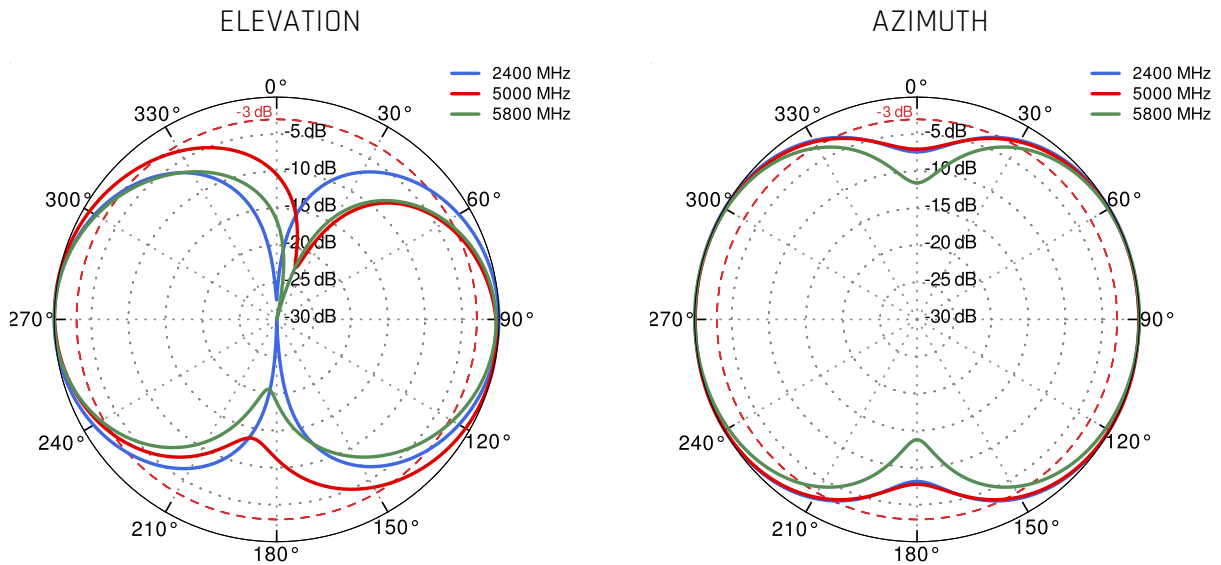 ELEVATION
2400 MHz
5000 MHz
5800 MHz
0°
-3 dB
330°
30°
-5 dB
-10 dB
300°
-15 dB
60°
-20 dB
-25 dB
270°
-30 dB
90°
240°
120°
210°
150°
180°
AZIMUTH
2400 MHz
5000 MHz
5800 MHz
0°
-3 dB
330°
30°
-5 dB
-10 dB
300°
-15 dB
60°
-20 dB
-25 dB
270°
-30 dB
90°
240°
120°
210°
150°
180°